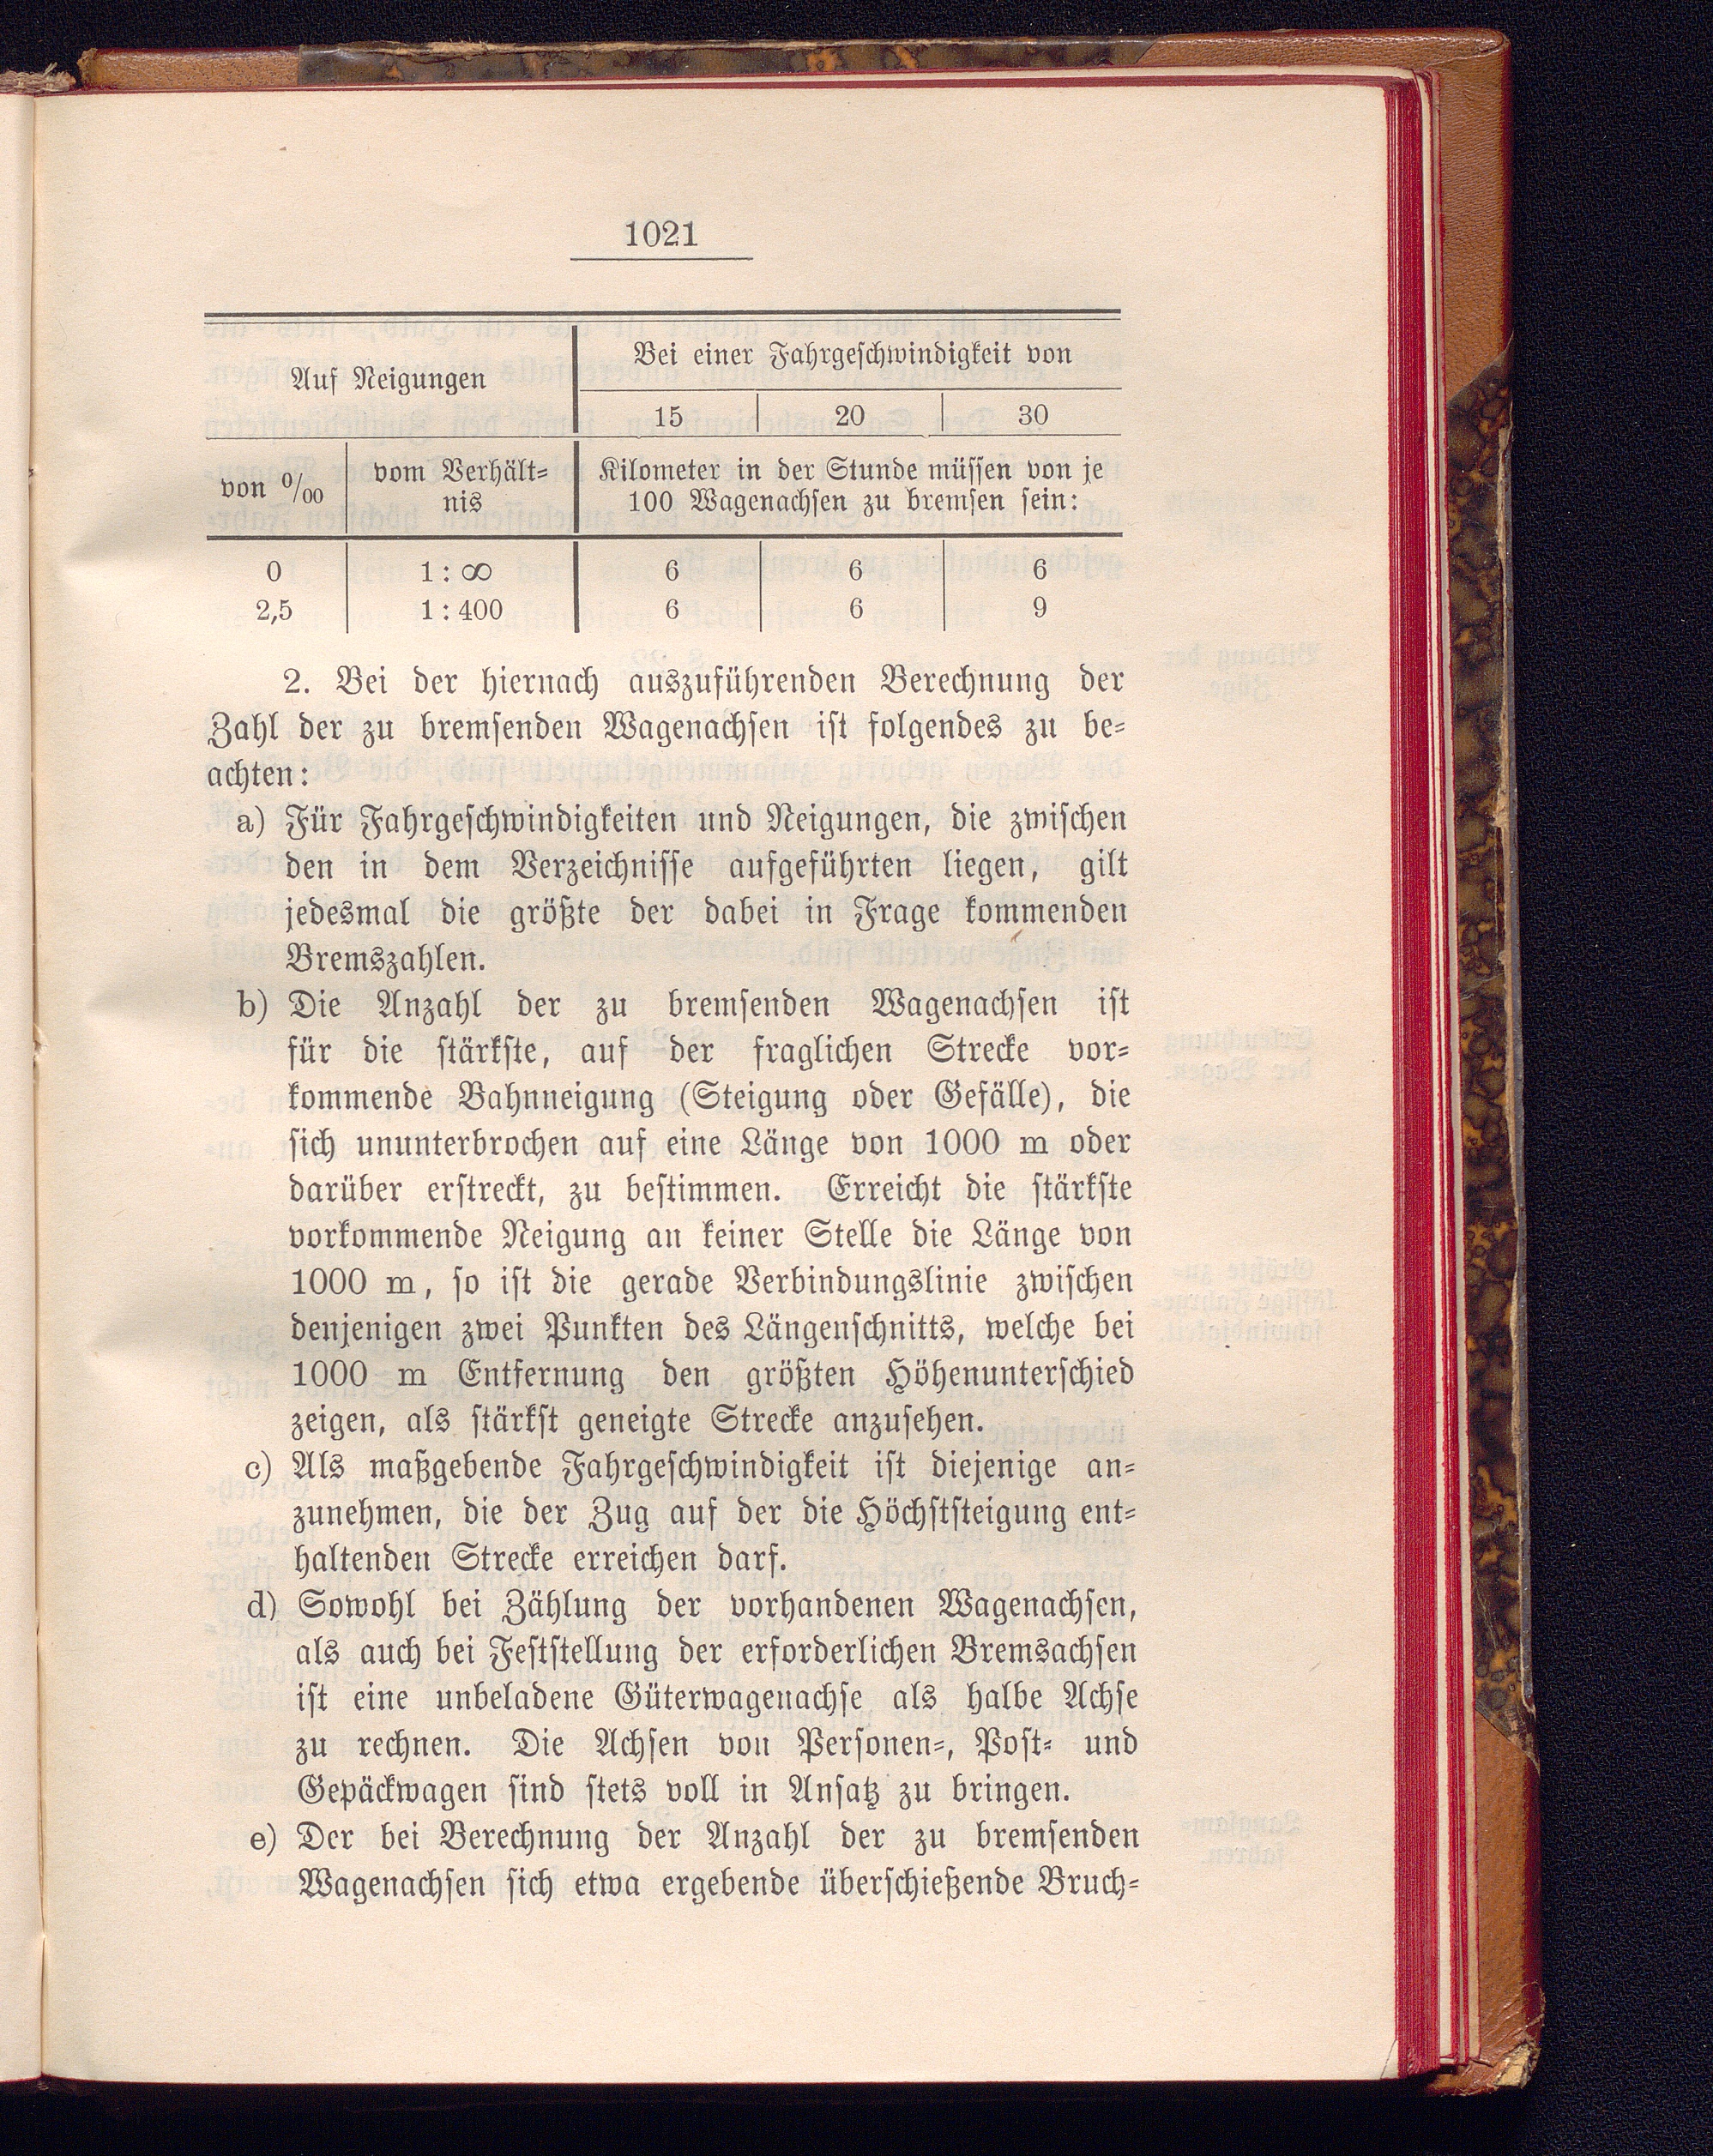 1021
Auf Neigungen
Bei einer Fahrgeschwindigkeit von
15 20 30
von ⁰/₀₀
vom Verhält-
nis
Kilometer in der Stunde müssen von je
100 Wagenachsen zu bremsen sein:
0 1 : ∞ 6 6 6
2,5 1 : 400 6 6 9
2. Bei der hiernach auszuführenden Berechnung der
Zahl der zu bremsenden Wagenachsen ist folgendes zu be-
achten:
a) Für Fahrgeschwindigkeiten und Neigungen, die zwischen
den in dem Verzeichnisse aufgeführten liegen, gilt
jedesmal die größte der dabei in Frage kommenden
Bremszahlen.
b) Die Anzahl der zu bremsenden Wagenachsen ist
für die stärkste, auf der fraglichen Strecke vor-
kommende Bahnneigung (Steigung oder Gefälle), die
sich ununterbrochen auf eine Länge von 1000 m oder
darüber erstreckt, zu bestimmen. Erreicht die stärkste
vorkommende Neigung an keiner Stelle die Länge von
1000 m, so ist die gerade Verbindungslinie zwischen
denjenigen zwei Punkten des Längenschnitts, welche bei
1000 m Entfernung den größten Höhenunterschied
zeigen, als stärkst geneigte Strecke anzusehen.
c) Als maßgebende Fahrgeschwindigkeit ist diejenige an-
zunehmen, die der Zug auf der die Höchststeigung ent-
haltenden Strecke erreichen darf.
d) Sowohl bei Zählung der vorhandenen Wagenachsen,
als auch bei Feststellung der erforderlichen Bremsachsen
ist eine unbeladene Güterwagenachse als halbe Achse
zu rechnen. Die Achsen von Personen-, Post- und
Gepäckwagen sind stets voll in Ansatz zu bringen.
e) Der bei Berechnung der Anzahl der zu bremsenden
Wagenachsen sich etwa ergebende überschießende Bruch-